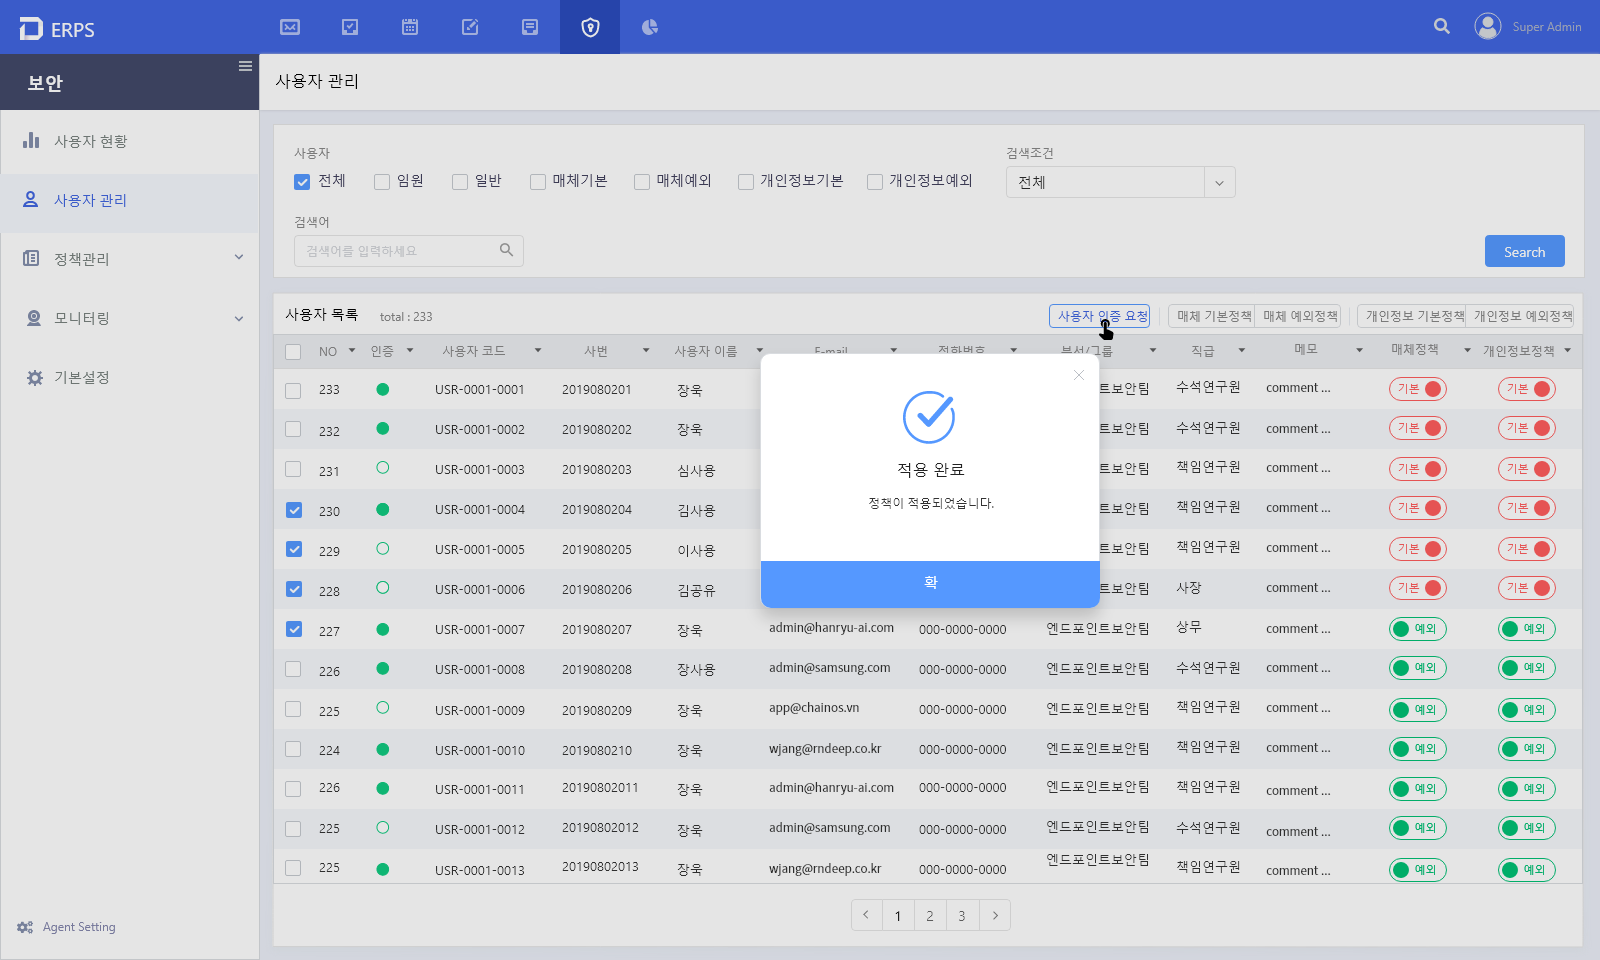 ERPS
Super Admin
보안
사용자 관리
사용자 현황
사용자 관리
정책관리
모니터링
기본설정
Agent Setting
사용자
전체 임원 일반 매체기본 매체예외 개인정보기본 개인정보예외
검색조건
전체
검색어
검색어를 입력하세요
Search
사용자 목록 total : 233
사용자 인증 요청 매체 기본정책 매체 예외정책 개인정보 기본정책 개인정보 예외정책
NO 인증 사용자 코드 사번 사용자 이름 E-mail 전화번호 부서/그룹 직급 메모 매체정책 개인정보정책
233 USR-0001-0001 2019080201 장욱 포인트보안팀 수석연구원 comment ... 기본 기본
232 USR-0001-0002 2019080202 장욱 포인트보안팀 수석연구원 comment ... 기본 기본
231 USR-0001-0003 2019080203 심사용 포인트보안팀 책임연구원 comment ... 기본 기본
230 USR-0001-0004 2019080204 김사용 포인트보안팀 책임연구원 comment ... 기본 기본
229 USR-0001-0005 2019080205 이사용 포인트보안팀 책임연구원 comment ... 기본 기본
228 USR-0001-0006 2019080206 김공유 포인트보안팀 사장 comment ... 기본 기본
227 USR-0001-0007 2019080207 장욱 admin@hanryu-ai.com 000-0000-0000 엔드포인트보안팀 상무 comment ... 예외 예외
226 USR-0001-0008 2019080208 장사용 admin@samsung.com 000-0000-0000 엔드포인트보안팀 수석연구원 comment ... 예외 예외
225 USR-0001-0009 2019080209 장욱 app@chainos.vn 000-0000-0000 엔드포인트보안팀 책임연구원 comment ... 예외 예외
224 USR-0001-0010 2019080210 장욱 wjang@rndeep.co.kr 000-0000-0000 엔드포인트보안팀 책임연구원 comment ... 예외 예외
226 USR-0001-0011 20190802011 장욱 admin@hanryu-ai.com 000-0000-0000 엔드포인트보안팀 책임연구원 comment ... 예외 예외
225 USR-0001-0012 20190802012 장욱 admin@samsung.com 000-0000-0000 엔드포인트보안팀 수석연구원 comment ... 예외 예외
225 USR-0001-0013 20190802013 장욱 wjang@rndeep.co.kr 000-0000-0000 엔드포인트보안팀 책임연구원 comment ... 예외 예외
1 2 3
적용 완료
정책이 적용되었습니다.
확